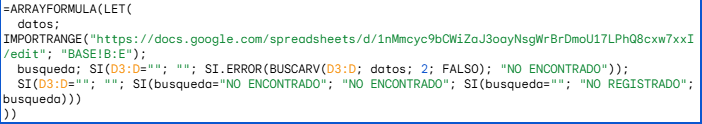 =ARRAYFORMULA(LET(
datos;
IMPORTRANGE("https://docs.google.com/spreadsheets/d/1nMmcyc9bCWiZaJ3oayNsgWrBrDmoU17LPhQ8cxw7xxI
/edit"; "BASE!B:E");
busqueda; SI(D3:D=""; ""; SI.ERROR(BUSCARV(D3:D; datos; 2; FALSO); "NO ENCONTRADO"));
SI(D3:D=""; ""; SI(busqueda="NO ENCONTRADO"; "NO ENCONTRADO"; SI(busqueda=""; "NO REGISTRADO";
busqueda)))
))